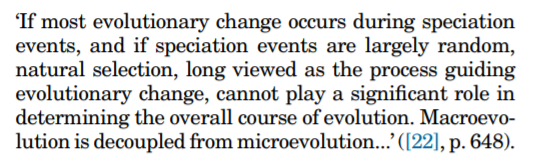 ‘If most evolutionary change occurs during speciation
events, and if speciation events are largely random,
natural selection, long viewed as the process guiding
evolutionary change, cannot play a significant role in
determining the overall course of evolution. Macroevo-
lution is decoupled from microevolution...’ ([22], p. 648).